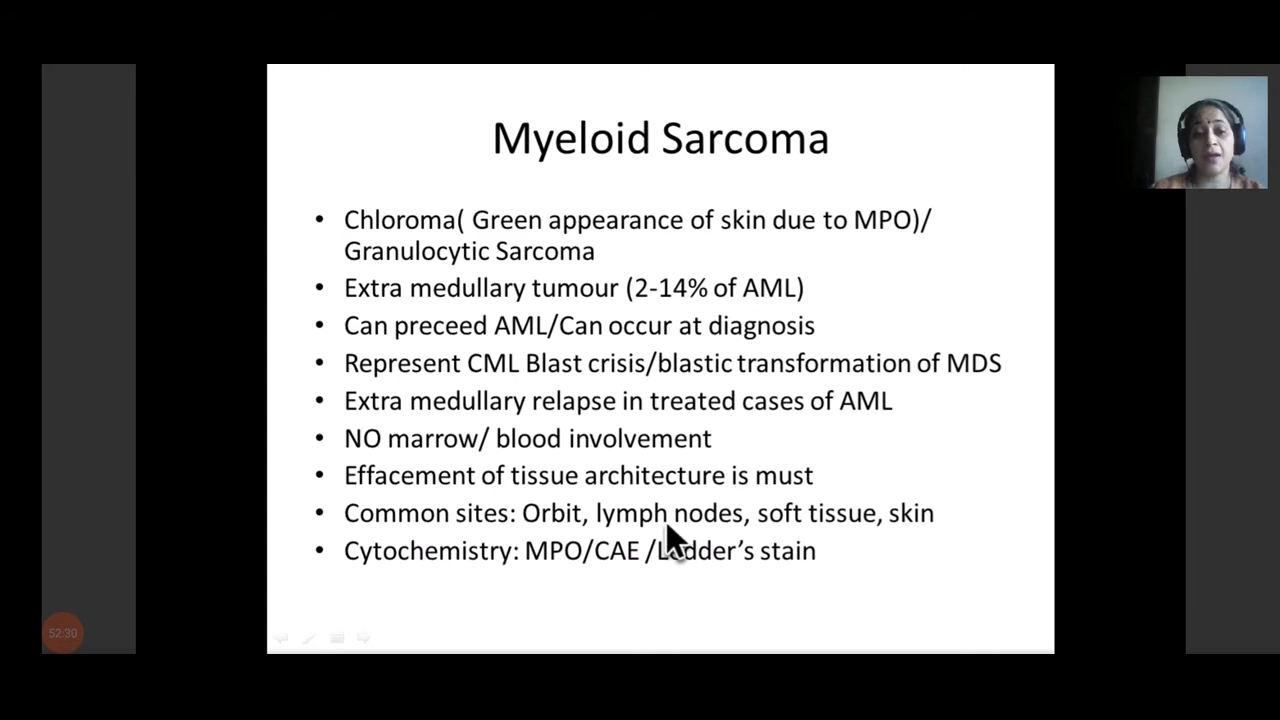 Myeloid Sarcoma
• Chloroma( Green appearance of skin due to MPO)/
Granulocytic Sarcoma
• Extra medullary tumour (2-14% of AML)
• Can preceed AML/Can occur at diagnosis
• Represent CML Blast crisis/blastic transformation of MDS
• Extra medullary relapse in treated cases of AML
• NO marrow/ blood involvement
• Effacement of tissue architecture is must
• Common sites: Orbit, lymph nodes, soft tissue, skin
• Cytochemistry: MPO/CAE / stain
52:30